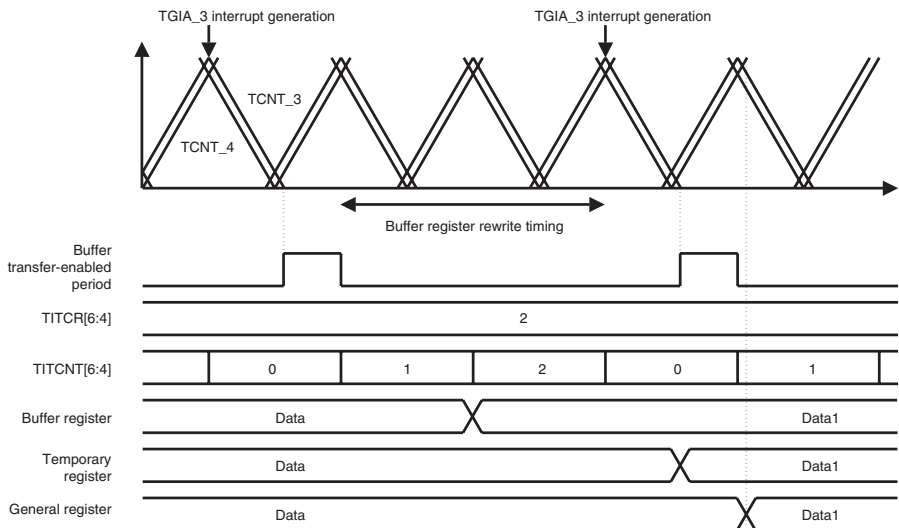 TGIA_3 interrupt generation
TGIA_3 interrupt generation
TCNT_3
TCNT_4
Buffer register rewrite timing
Buffer
transfer-enabled
period
TITCR[6:4]
2
TITCNT[6:4]
0
1
2
0
1
Buffer register
Data
Data1
Temporary
register
Data
Data1
General register
Data
Data1